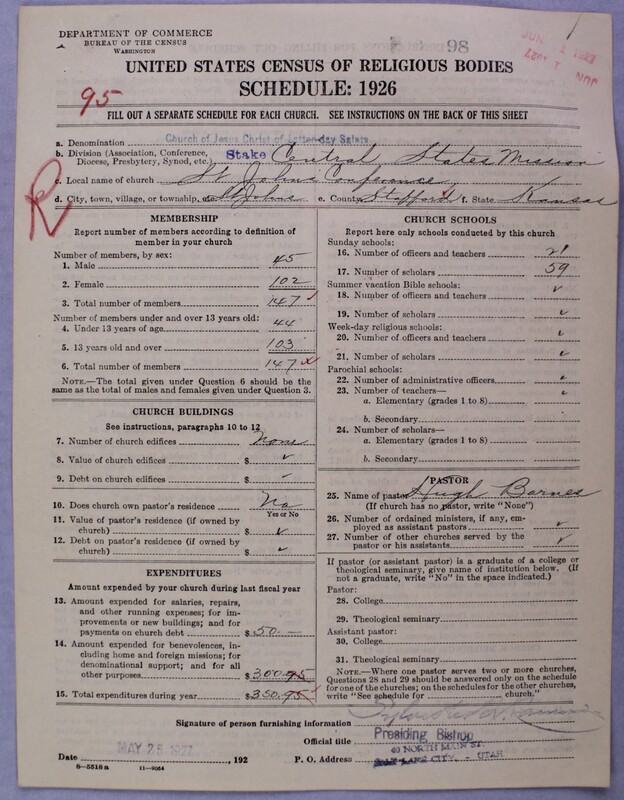 DEPARTMENT OF COMMERCE
BUREAU OF THE CENSUS
WASHINGTON
98
UNITED STATES CENSUS OF RELIGIOUS BODIES
SCHEDULE: 1926
95
FILL OUT A SEPARATE SCHEDULE FOR EACH CHURCH. SEE INSTRUCTIONS ON THE BACK OF THIS SHEET
a. Denomination Church of Jesus Christ of Latter-day Saints
b. Division (Association, Conference, Diocese, Presbytery, Synod, etc.) Stake Central States Mission
c. Local name of church St. Johns Conference
d. City, town, village, or township St Johns e. County Stafford f. State Kansas
R
MEMBERSHIP
Report number of members according to definition of
member in your church
Number of members, by sex:
1. Male 45
2. Female 102
3. Total number of members 147
Number of members under and over 13 years old:
4. Under 13 years of age 44
5. 13 years old and over 103
6. Total number of members 147
NOTE.—The total given under Question 6 should be
same as the total of males and females given under Question 3.
CHURCH BUILDINGS
See instructions, paragraphs 10 to 12
7. Number of church edifices None
8. Value of church edifices $ ✓
9. Debt on church edifices $ -
10. Does church own pastor's residence No
Yes or No
11. Value of pastor's residence (if owned by
church) $ ✓
12. Debt on pastor's residence (if owned by
church) $ ✓
EXPENDITURES
Amount expended by your church during last fiscal year
13. Amount expended for salaries, repairs,
and other running expenses; for im-
provements or new buildings; and for
payments on church debt $ 50 —
14. Amount expended for benevolences,
including home and foreign missions; for
denominational support; and for all
other purposes $ 300.95
15. Total expenditures during year $ 350.95
CHURCH SCHOOLS
Report here only schools conducted by this church
Sunday schools:
16. Number of officers and teachers 21
17. Number of scholars 59
Summer vacation Bible schools:
18. Number of officers and teachers ✓
19. Number of scholars ✓
Week-day religious schools:
20. Number of officers and teachers ✓
21. Number of scholars ✓
Parochial schools:
22. Number of administrative officers ✓
23. Number of teachers— ✓
a. Elementary (grades 1 to 8)
b. Secondary
24. Number of scholars—
a. Elementary (grades 1 to 8)
b. Secondary
PASTOR
25. Name of pastor Hugh Barnes
(If church has no pastor, write "None")
26. Number of ordained ministers, if any, em-
ployed as assistant pastors ✓
27. Number of other churches served by the
pastor or his assistants ✓
If pastor (or assistant pastor) is a graduate of a college or
theological seminary, give name of institution below. (If
not a graduate, write "No" in the space indicated.)
Pastor:
28. College
29. Theological seminary
Assistant pastor:
30. College
31. Theological seminary
NOTE.—Where one pastor serves two or more churches,
Questions 28 and 29 should be answered only on the schedule
for one of the churches; on the schedules for the other churches,
write "See schedule for church."
Signature of person furnishing information
Official title Presiding Bishop
Date MAY 25 1927, 192 P. O. Address 40 NORTH MAIN ST.
SALT LAKE CITY, - UTAH
8—5518a 11—9064